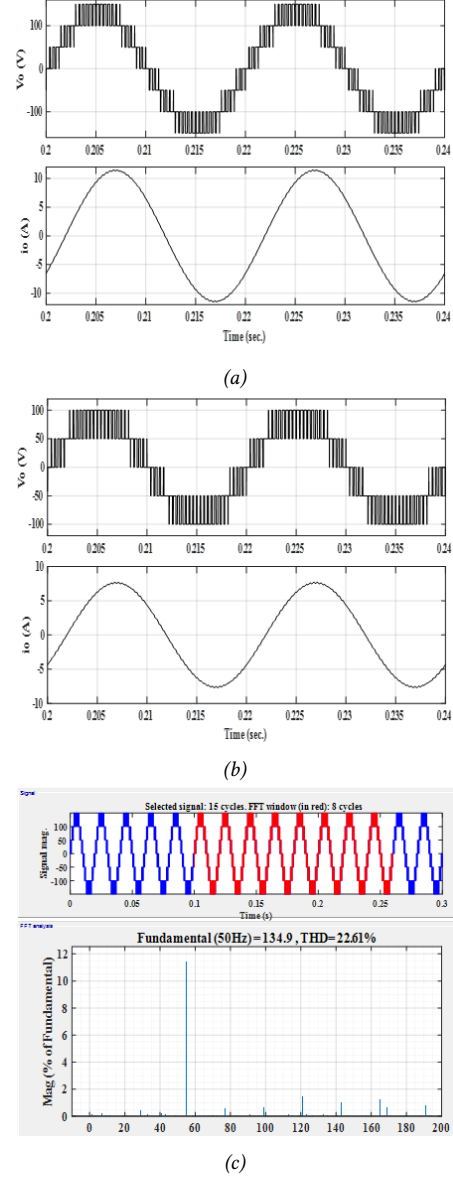 Vo (V)
100
0
-100
0.2 0.205 0.21 0.215 0.22 0.225 0.23 0.235 0.24
io (A)
10
5
0
-5
-10
0.2 0.205 0.21 0.215 0.22 0.225 0.23 0.235 0.24
Time (sec.)
(a)
Vo (V)
100
50
0
-50
-100
0.2 0.205 0.21 0.215 0.22 0.225 0.23 0.235 0.24
io (A)
10
5
0
-5
-10
0.2 0.205 0.21 0.215 0.22 0.225 0.23 0.235 0.24
Time (sec.)
(b)
Signal
Selected signal: 15 cycles. FFT window (in red): 8 cycles
Signal mag.
100
50
0
-50
-100
0 0.05 0.1 0.15 0.2 0.25 0.3
Time (s)
FFT analysis
Fundamental (50Hz) = 134.9 , THD= 22.61%
Mag (% of Fundamental)
12
10
8
6
4
2
0
0 20 40 60 80 100 120 140 160 180 200
(c)